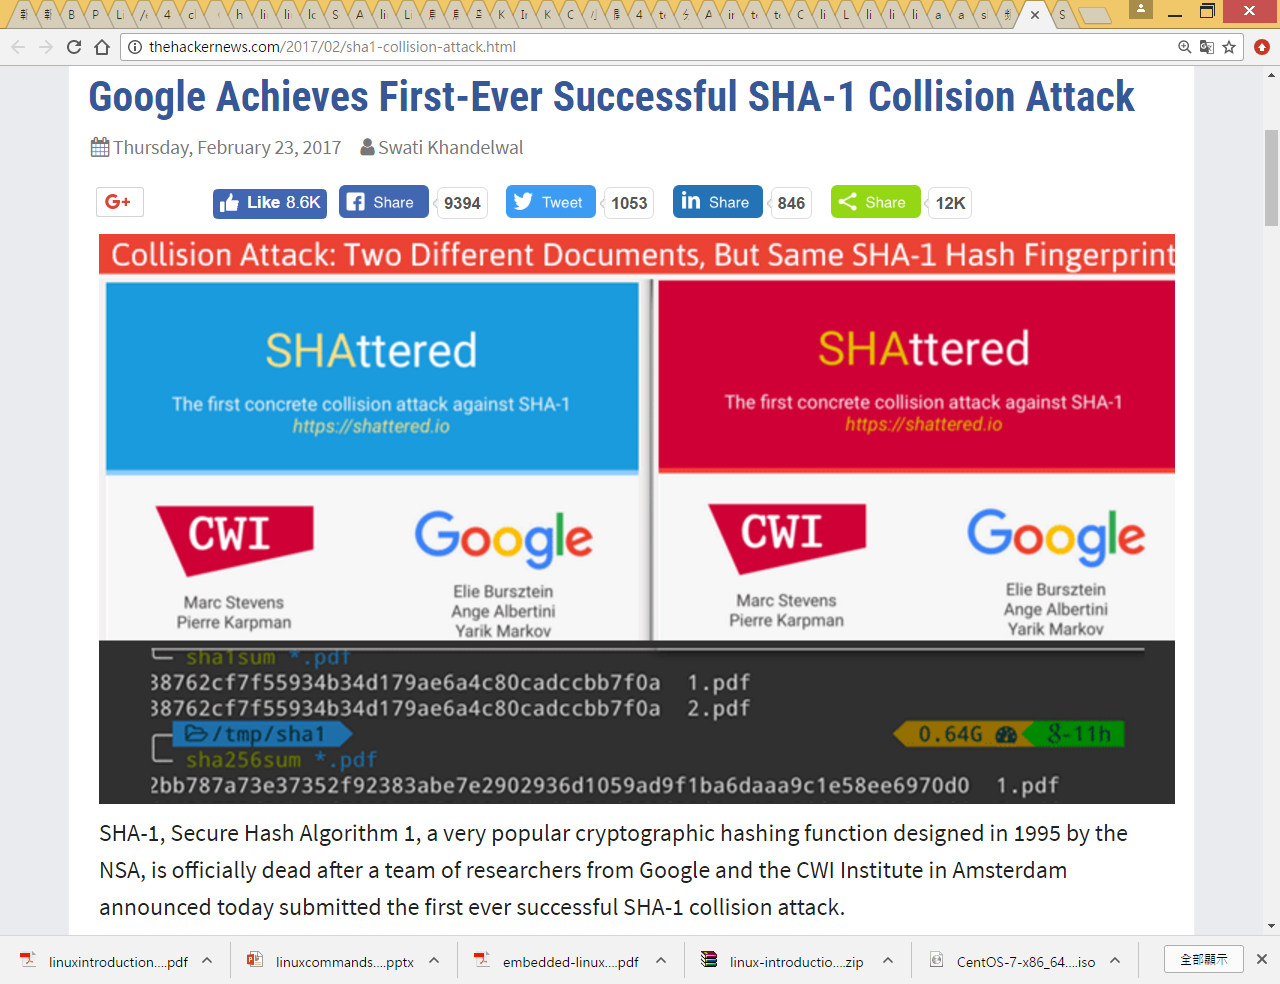 thehackernews.com/2017/02/sha1-collision-attack.html
Google Achieves First-Ever Successful SHA-1 Collision Attack
Thursday, February 23, 2017 Swati Khandelwal
G+ Like 8.6K Share 9394 Tweet 1053 in Share 846 Share 12K
Collision Attack: Two Different Documents, But Same SHA-1 Hash Fingerprint
SHAttered
The first concrete collision attack against SHA-1
https://shattered.io
CWI
Marc Stevens
Pierre Karpman
Google
Elie Bursztein
Ange Albertini
Yarik Markov
SHAttered
The first concrete collision attack against SHA-1
https://shattered.io
CWI
Marc Stevens
Pierre Karpman
Google
Elie Bursztein
Ange Albertini
Yarik Markov
sha1sum *.pdf
38762cf7f55934b34d179ae6a4c80cadccbb7f0a 1.pdf
38762cf7f55934b34d179ae6a4c80cadccbb7f0a 2.pdf
/tmp/sha1 0.64G 8-11h
sha256sum *.pdf
2bb787a73e37352f92383abe7e2902936d1059ad9f1ba6daaa9c1e58ee6970d0 1.pdf
SHA-1, Secure Hash Algorithm 1, a very popular cryptographic hashing function designed in 1995 by the
NSA, is officially dead after a team of researchers from Google and the CWI Institute in Amsterdam
announced today submitted the first ever successful SHA-1 collision attack.
linuxintroduction....pdf linuxcommands....pptx embedded-linux....pdf linux-introductio....zip CentOS-7-x86_64....iso 全部顯示